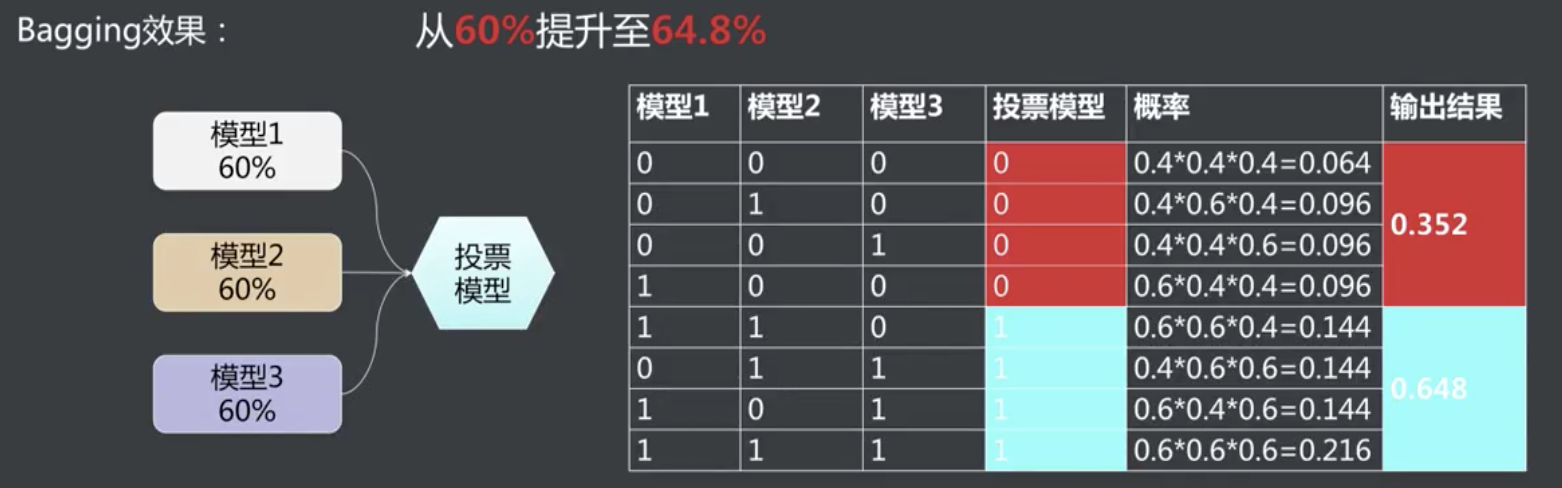 Bagging效果：
从60%提升至64.8%
模型1
60%
模型2
60%
模型3
60%
投票
模型
模型1 模型2 模型3 投票模型 概率 输出结果
0 0 0 0 0.4*0.4*0.4=0.064
0 1 0 0 0.4*0.6*0.4=0.096
0.352
0 0 1 0 0.4*0.4*0.6=0.096
1 0 0 0 0.6*0.4*0.4=0.096
1 1 0 1 0.6*0.6*0.4=0.144
0 1 1 1 0.4*0.6*0.6=0.144
0.648
1 0 1 1 0.6*0.4*0.6=0.144
1 1 1 1 0.6*0.6*0.6=0.216